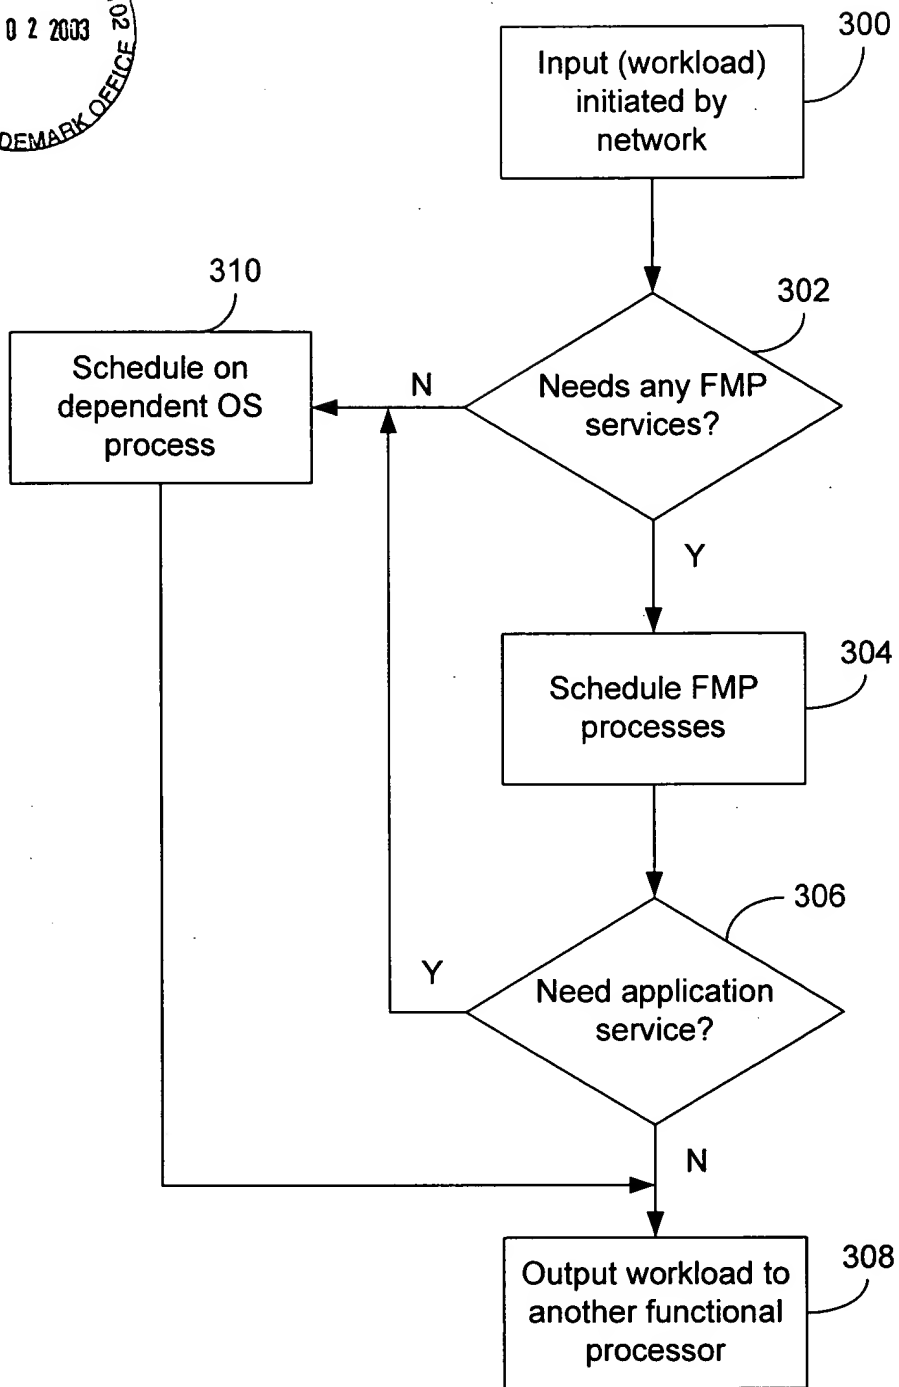 0 2 2003
02
DEMARK OFFICE
300
Input (workload)
initiated by
network
310
302
Schedule on
dependent OS
process
N
Needs any FMP
services?
Y
304
Schedule FMP
processes
306
Y
Need application
service?
N
308
Output workload to
another functional
processor